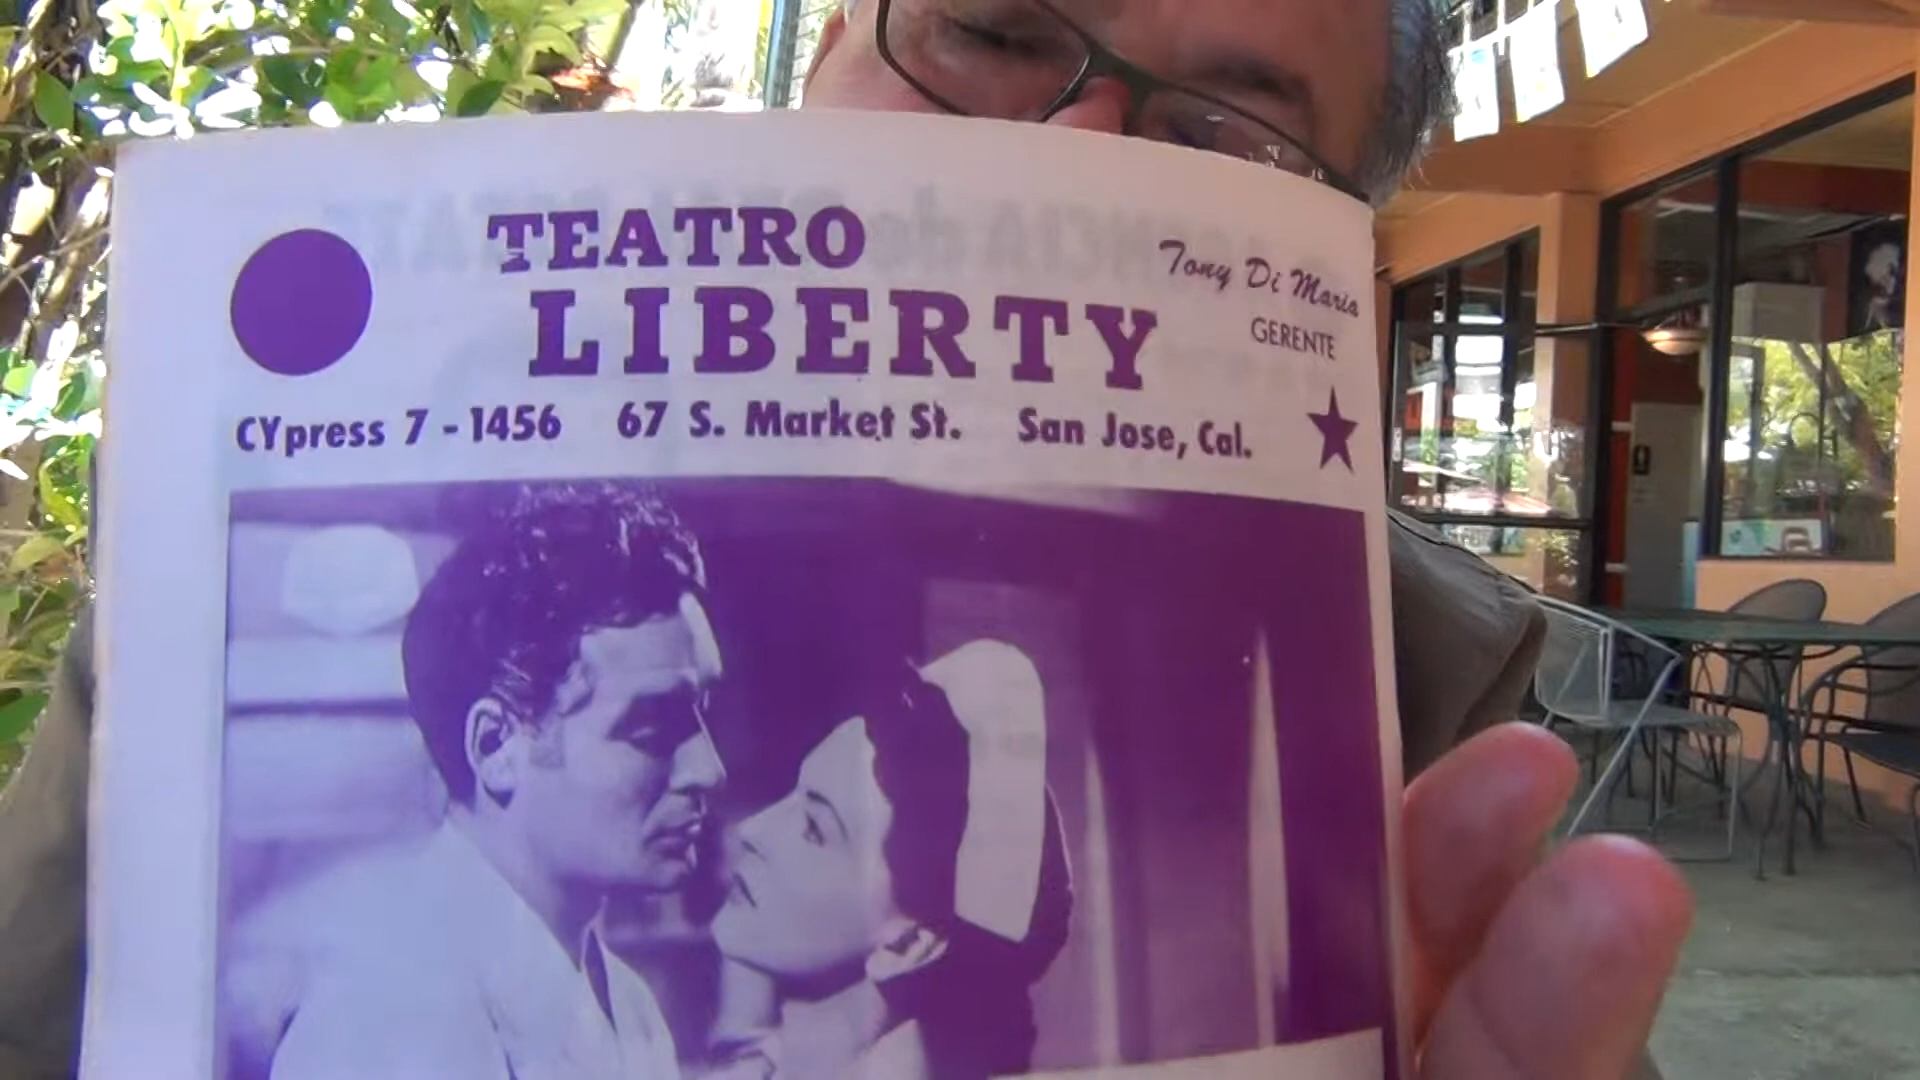 TEATRO
LIBERTY
Tony Di Maria
GERENTE
CYpress 7-1456 67 S. Market St. San Jose, Cal.